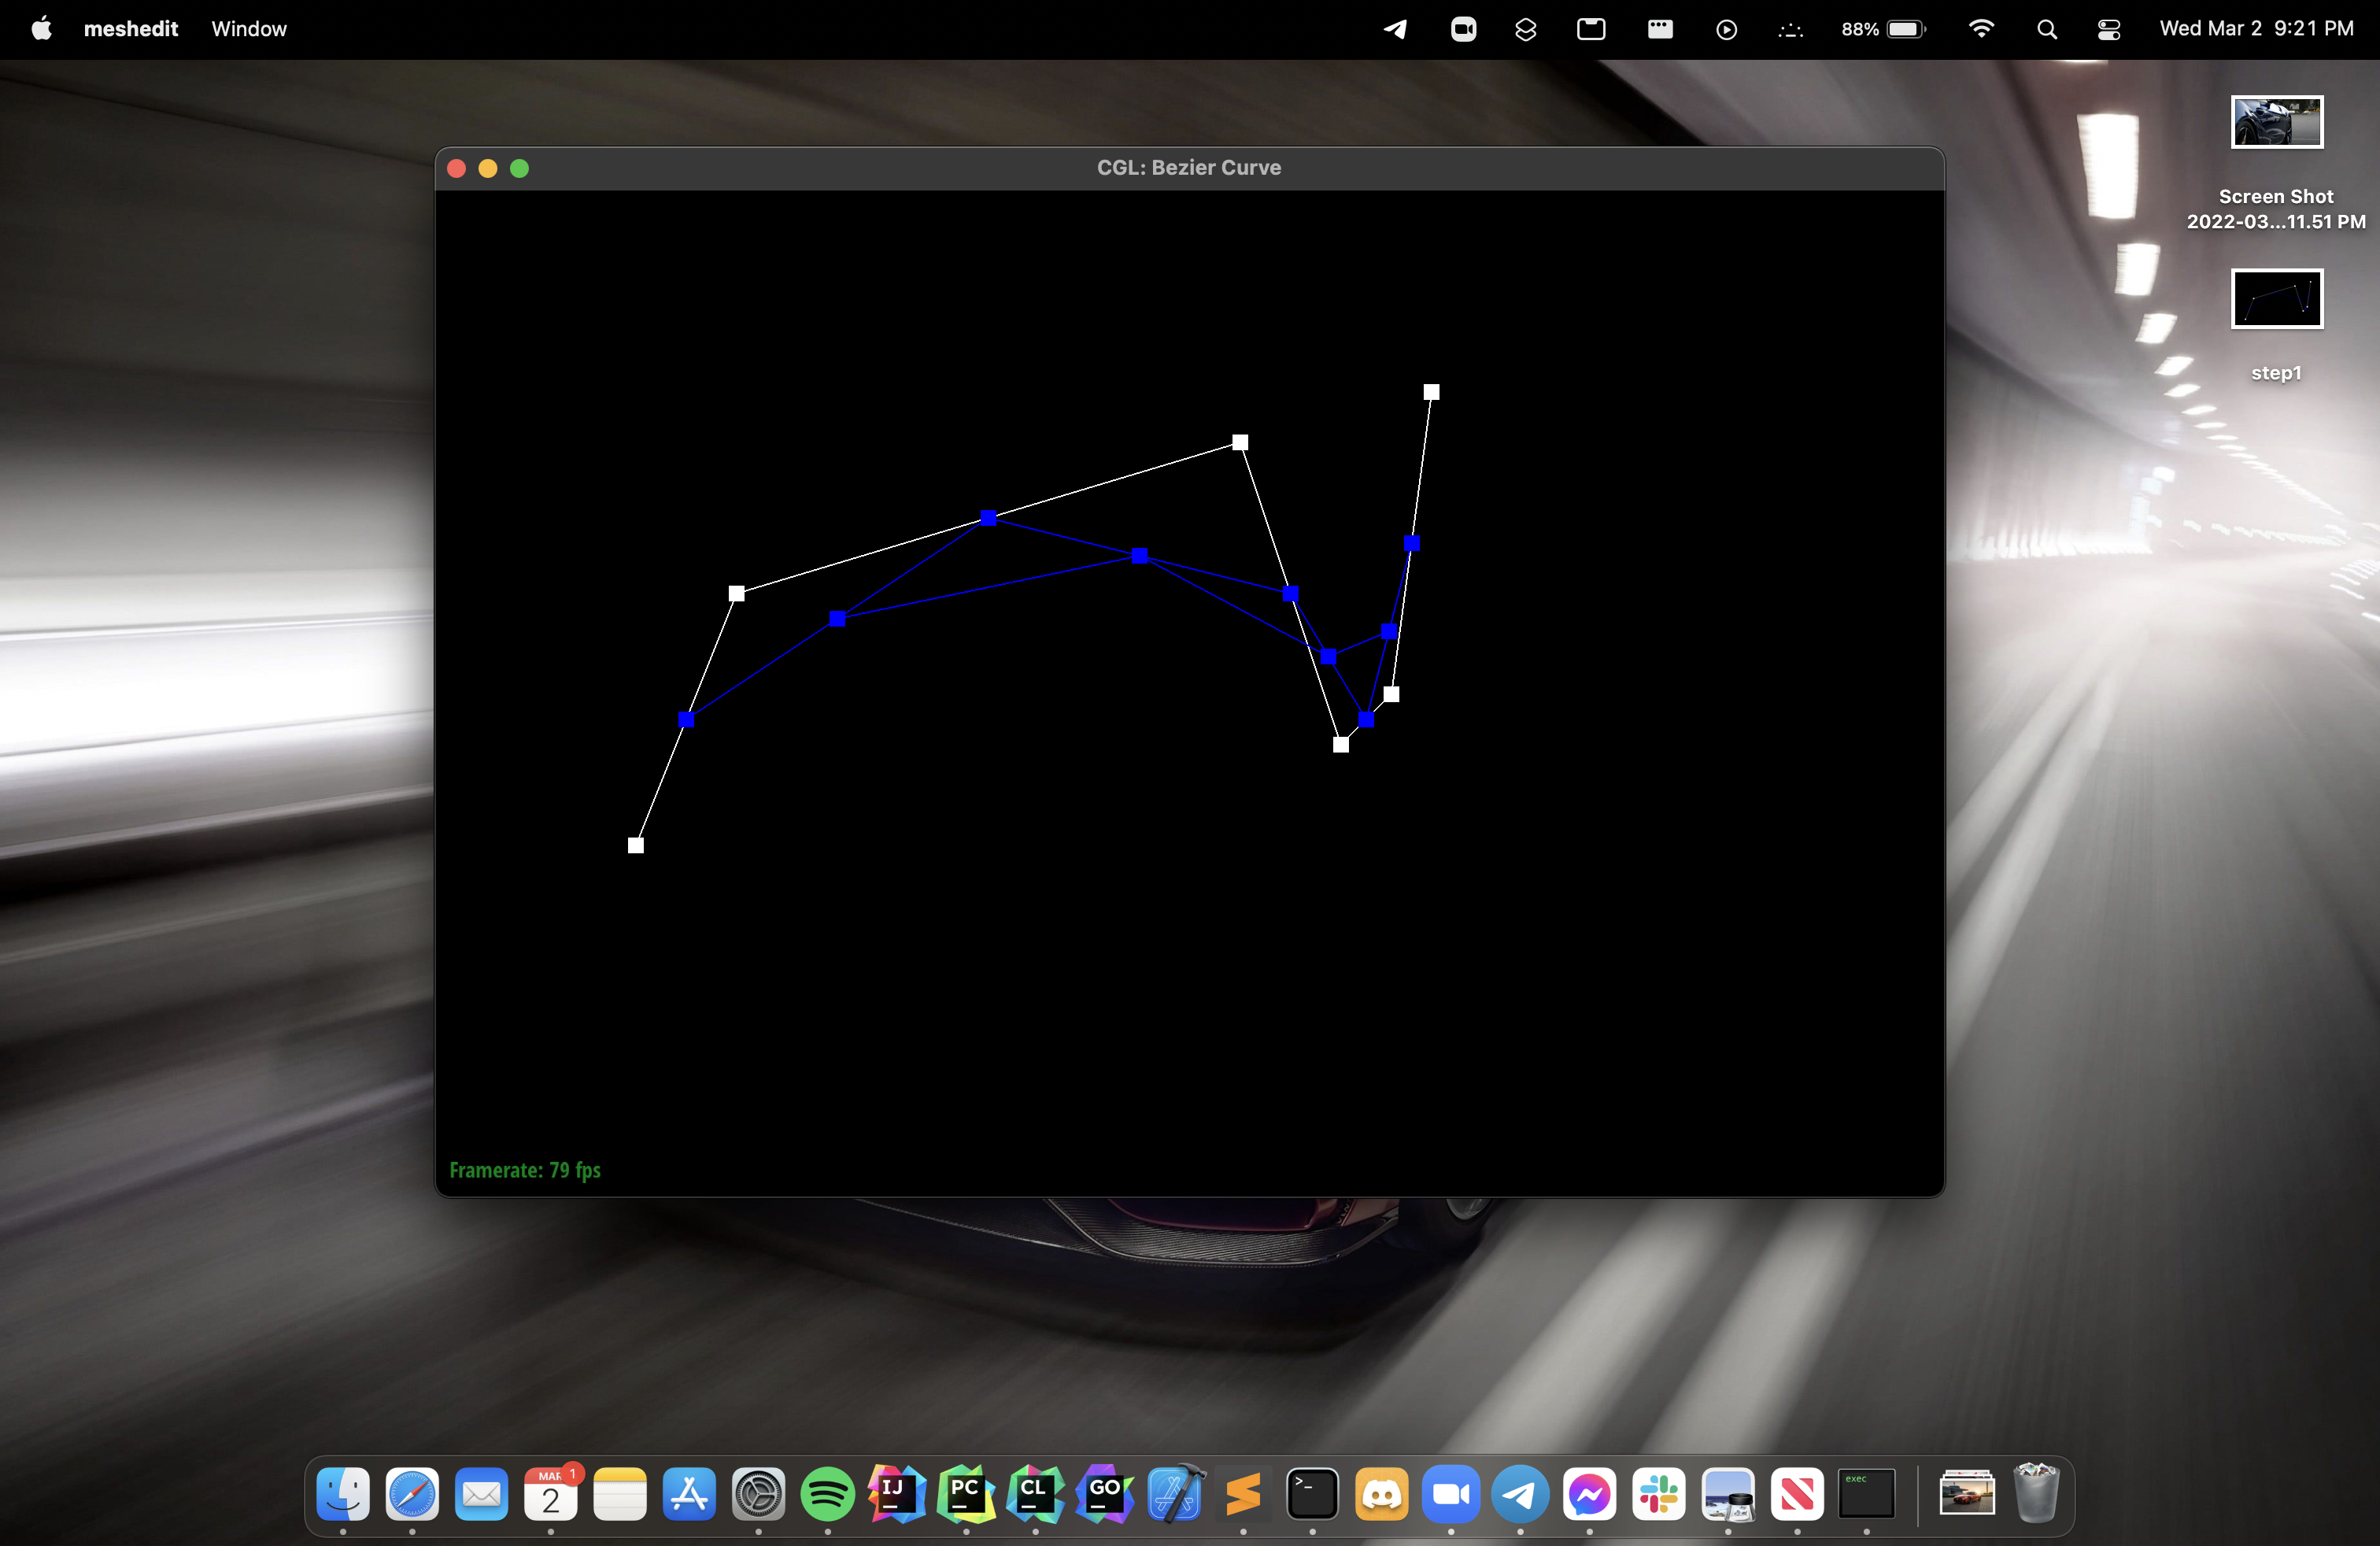 meshedit Window 88% Wed Mar 2 9:21 PM
CGL: Bezier Curve
Screen Shot
2022-03...11.51 PM
step1
Framerate: 79 fps
MAR 1
2
IJ
PC
CL
GO
>_
exec